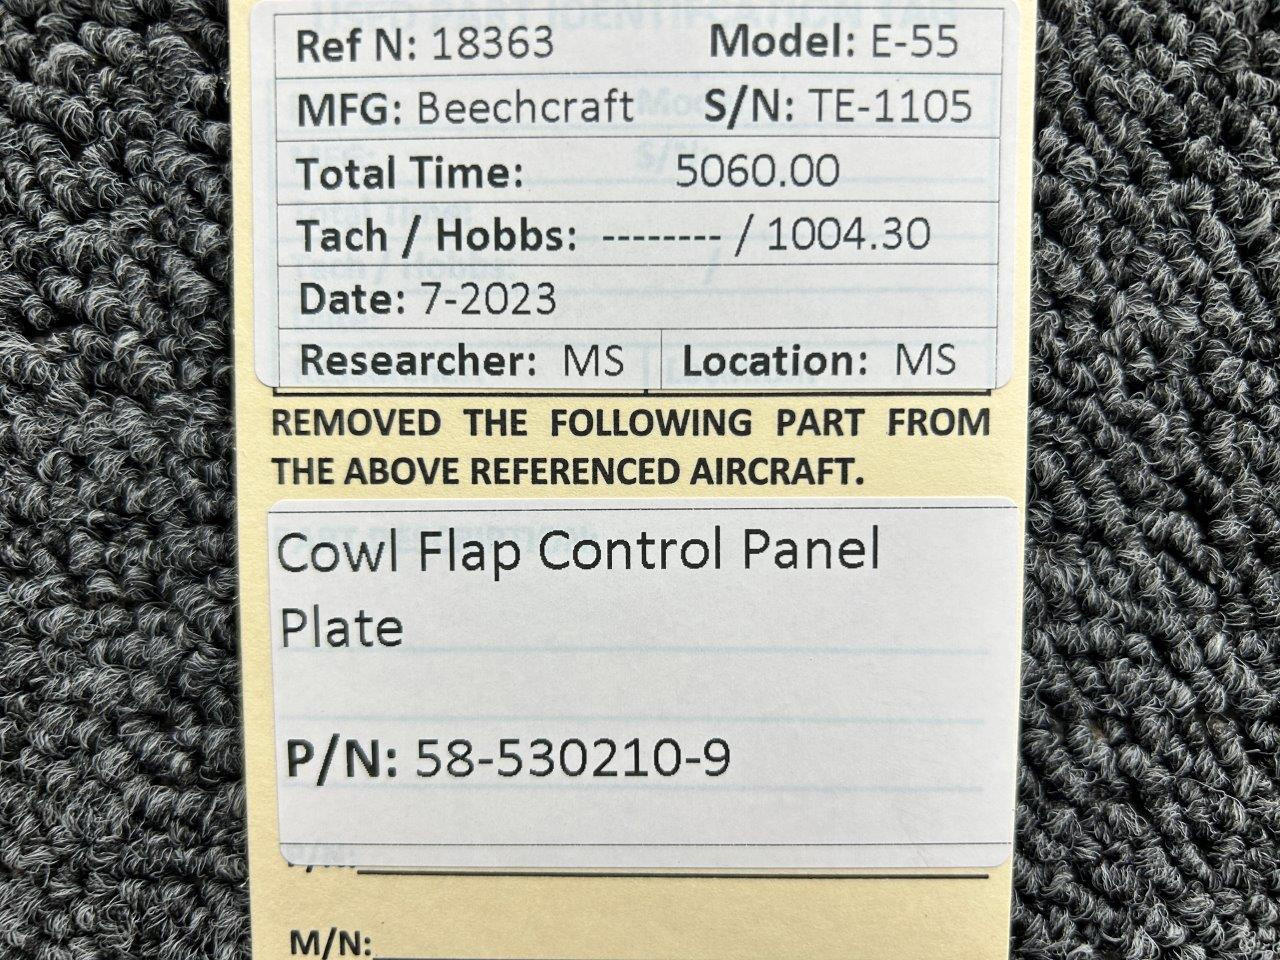 Ref N: 18363 Model: E-55
MFG: Beechcraft S/N: TE-1105
Total Time: 5060.00
Tach / Hobbs: -------- / 1004.30
Date: 7-2023
Researcher: MS Location: MS
REMOVED THE FOLLOWING PART FROM
THE ABOVE REFERENCED AIRCRAFT.
Cowl Flap Control Panel
Plate
P/N: 58-530210-9
P/N:
M/N: